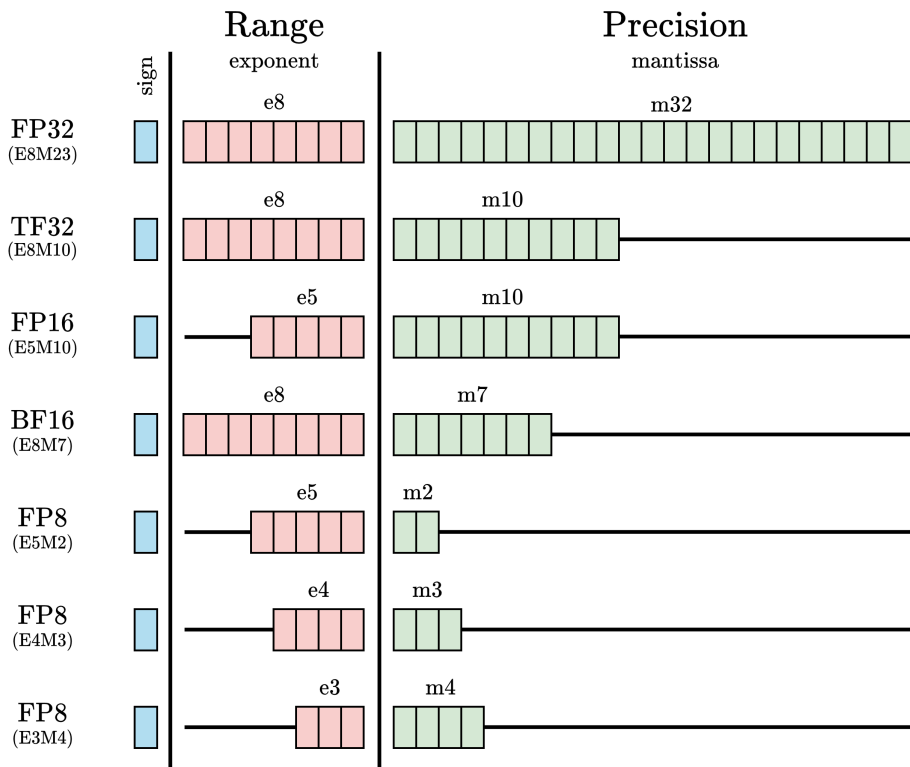 Range
Precision
sign
exponent
mantissa
e8
m32
FP32
(E8M23)
e8
m10
TF32
(E8M10)
e5
m10
FP16
(E5M10)
e8
m7
BF16
(E8M7)
e5
m2
FP8
(E5M2)
e4
m3
FP8
(E4M3)
e3
m4
FP8
(E3M4)